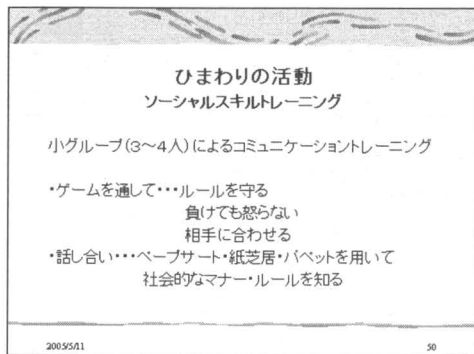 ひまわりの活動
ソーシャルスキルトレーニング
小グループ(3〜4人)によるコミュニケーショントレーニング
・ゲームを通して・・・ルールを守る
負けても怒らない
相手に合わせる
・話し合い・・・ペープサート・紙芝居・パペットを用いて
社会的なマナー・ルールを知る
2005/5/11
50